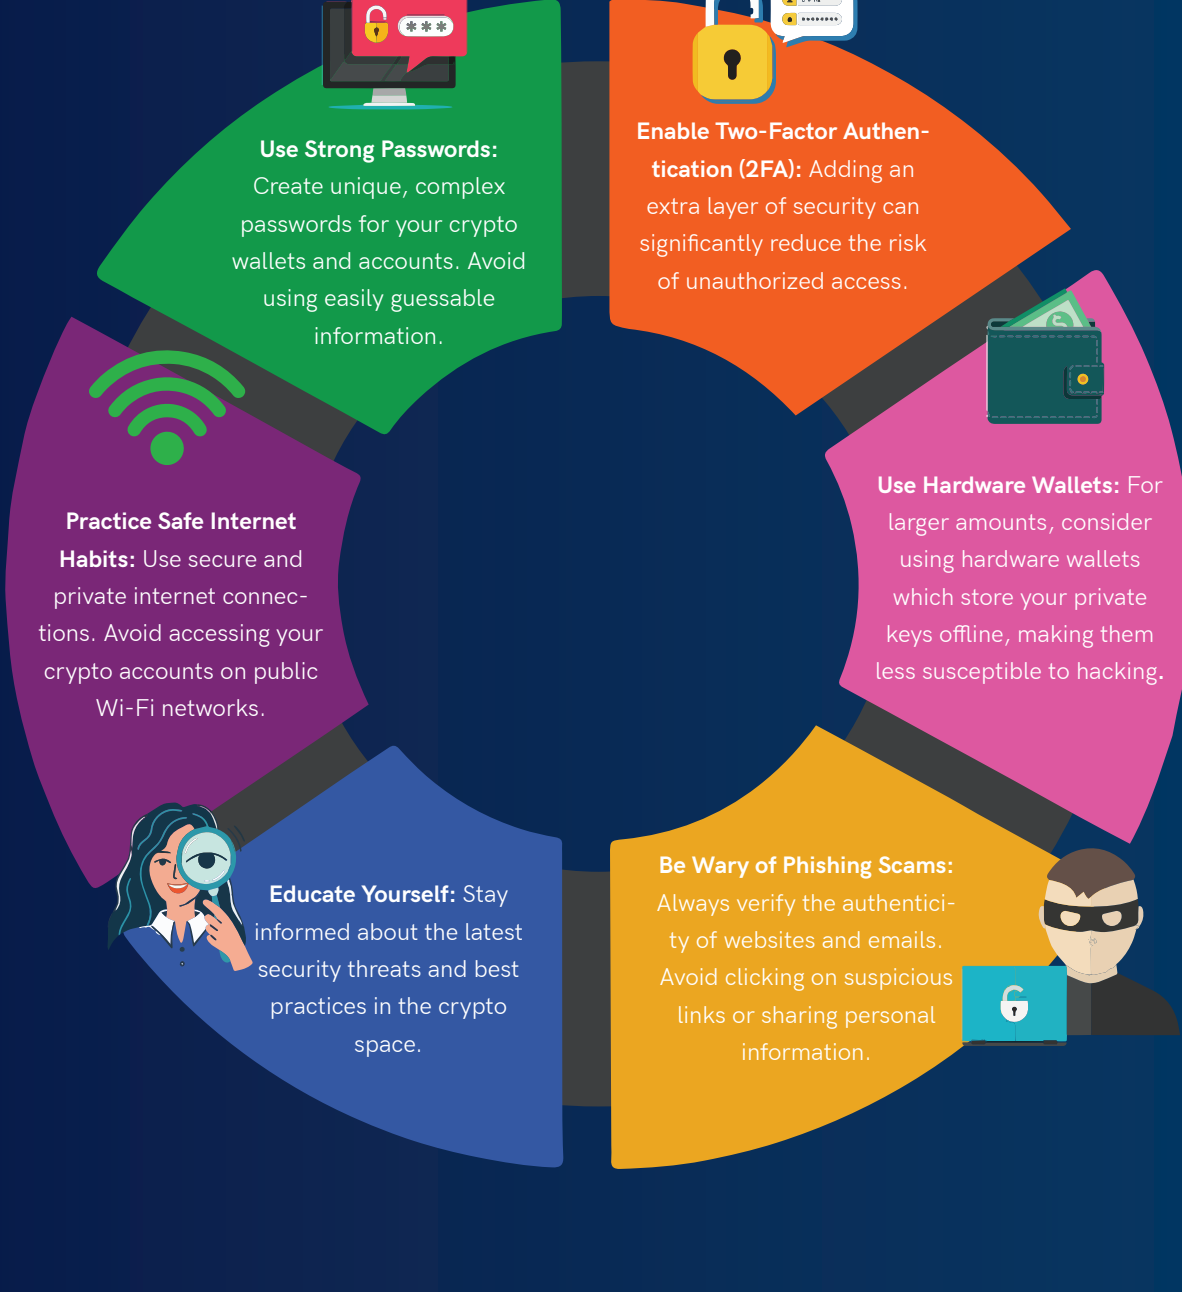 ***
Use Strong Passwords:
Create unique, complex
passwords for your crypto
wallets and accounts. Avoid
using easily guessable
information.
Enable Two-Factor Authen-
tication (2FA): Adding an
extra layer of security can
significantly reduce the risk
of unauthorized access.
Use Hardware Wallets: For
larger amounts, consider
using hardware wallets
which store your private
keys offline, making them
less susceptible to hacking.
Be Wary of Phishing Scams:
Always verify the authentici-
ty of websites and emails.
Avoid clicking on suspicious
links or sharing personal
information.
Educate Yourself: Stay
informed about the latest
security threats and best
practices in the crypto
space.
Practice Safe Internet
Habits: Use secure and
private internet connec-
tions. Avoid accessing your
crypto accounts on public
Wi-Fi networks.